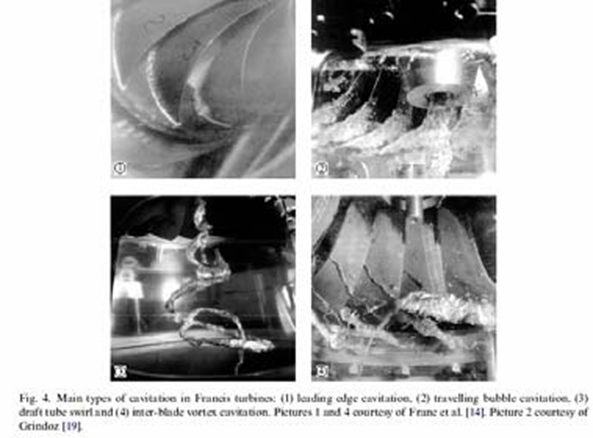 (1)
(2)
(3)
Fig. 4. Main types of cavitation in Francis turbines: (1) leading edge cavitation, (2) travelling bubble cavitation, (3)
draft tube swirl and (4) inter-blade vortex cavitation. Pictures 1 and 4 courtesy of Franc et al. [14]. Picture 2 courtesy of
Grindoz [19].